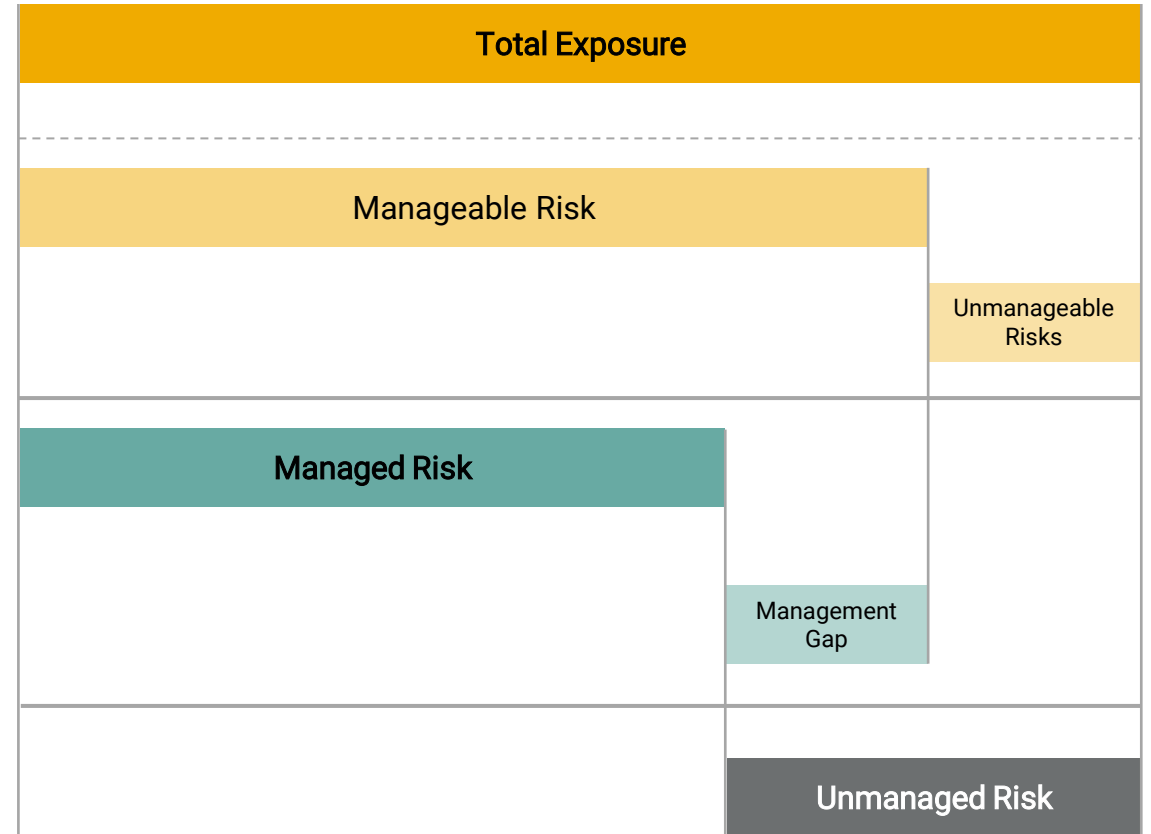 Total Exposure
Manageable Risk
Unmanageable
Risks
Managed Risk
Management
Gap
Unmanaged Risk